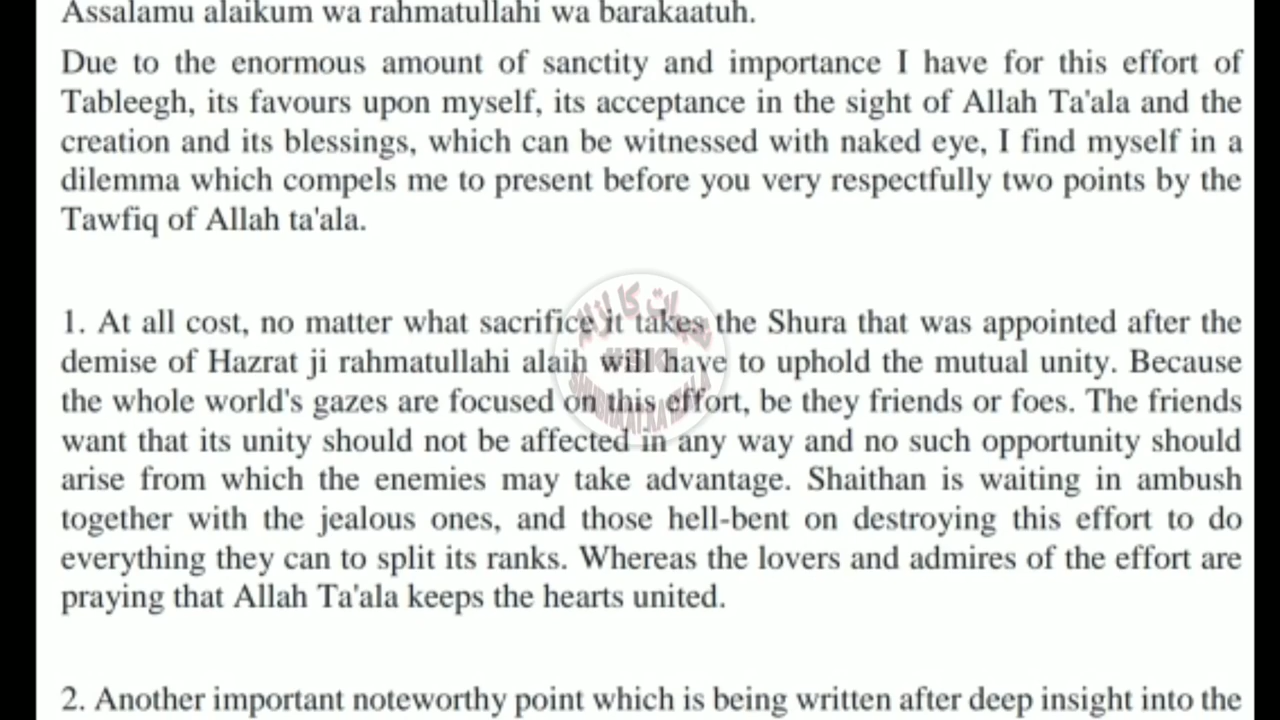 Assalamu alaikum wa rahmatullahi wa barakaatuh.
Due to the enormous amount of sanctity and importance I have for this effort of
Tableegh, its favours upon myself, its acceptance in the sight of Allah Ta'ala and the
creation and its blessings, which can be witnessed with naked eye, I find myself in a
dilemma which compels me to present before you very respectfully two points by the
Tawfiq of Allah ta'ala.
1. At all cost, no matter what sacrifice it takes the Shura that was appointed after the
demise of Hazrat ji rahmatullahi alaih will have to uphold the mutual unity. Because
the whole world's gazes are focused on this effort, be they friends or foes. The friends
want that its unity should not be affected in any way and no such opportunity should
arise from which the enemies may take advantage. Shaithan is waiting in ambush
together with the jealous ones, and those hell-bent on destroying this effort to do
everything they can to split its ranks. Whereas the lovers and admires of the effort are
praying that Allah Ta'ala keeps the hearts united.
2. Another important noteworthy point which is being written after deep insight into the